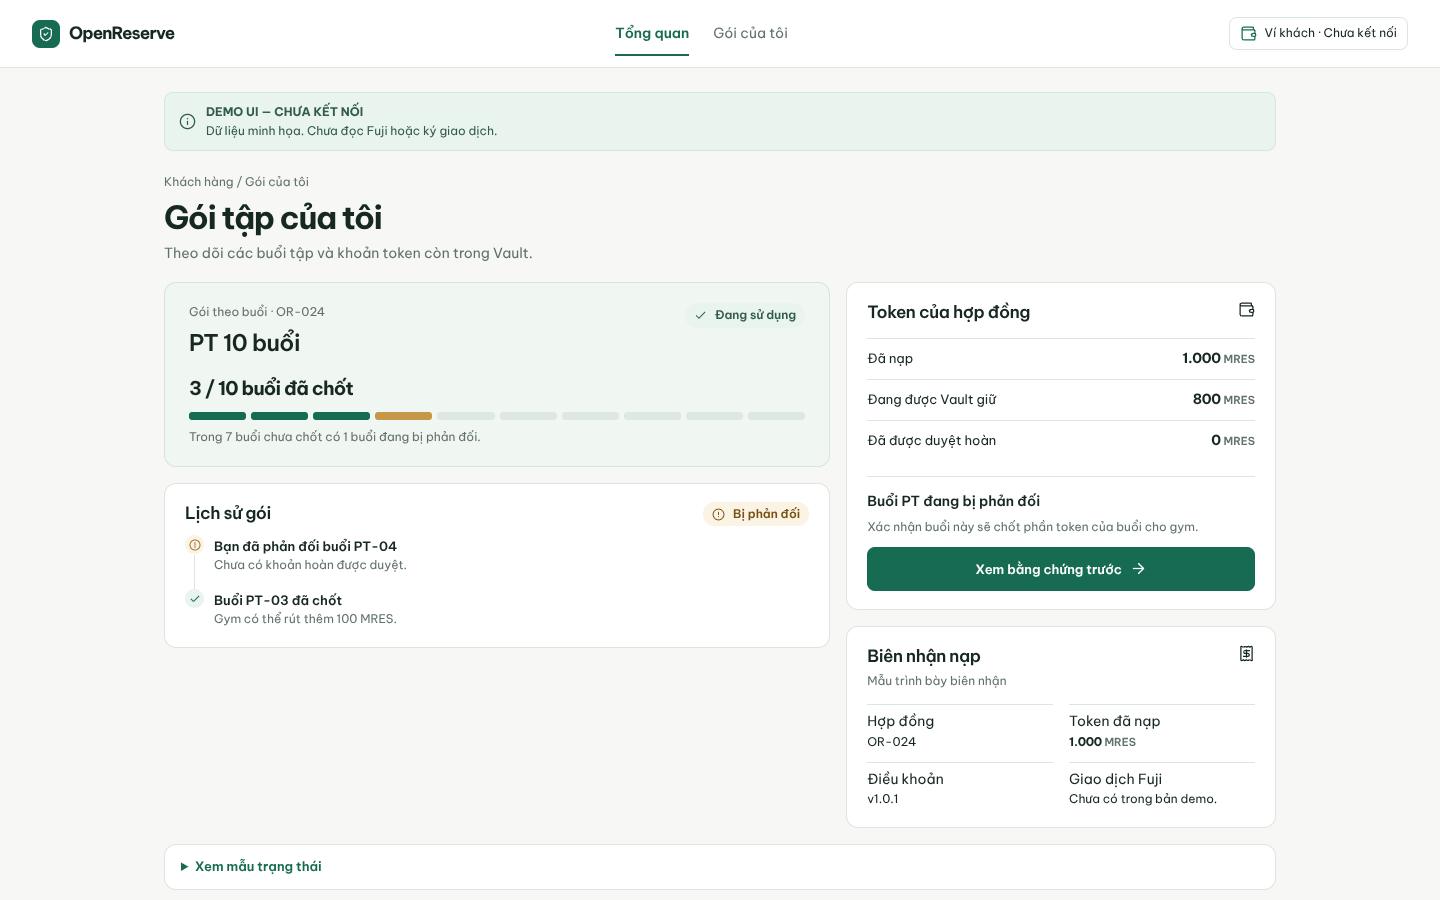 OpenReserve
Tổng quan
Gói của tôi
Ví khách · Chưa kết nối
DEMO UI — CHƯA KẾT NỐI
Dữ liệu minh họa. Chưa đọc Fuji hoặc ký giao dịch.
Khách hàng / Gói của tôi
Gói tập của tôi
Theo dõi các buổi tập và khoản token còn trong Vault.
Gói theo buổi · OR-024
Đang sử dụng
PT 10 buổi
3 / 10 buổi đã chốt
Trong 7 buổi chưa chốt có 1 buổi đang bị phản đối.
Lịch sử gói
Bị phản đối
Bạn đã phản đối buổi PT-04
Chưa có khoản hoàn được duyệt.
Buổi PT-03 đã chốt
Gym có thể rút thêm 100 MRES.
Token của hợp đồng
Đã nạp
1.000 MRES
Đang được Vault giữ
800 MRES
Đã được duyệt hoàn
0 MRES
Buổi PT đang bị phản đối
Xác nhận buổi này sẽ chốt phần token của buổi cho gym.
Xem bằng chứng trước
Biên nhận nạp
Mẫu trình bày biên nhận
Hợp đồng
OR-024
Token đã nạp
1.000 MRES
Điều khoản
v1.0.1
Giao dịch Fuji
Chưa có trong bản demo.
Xem mẫu trạng thái